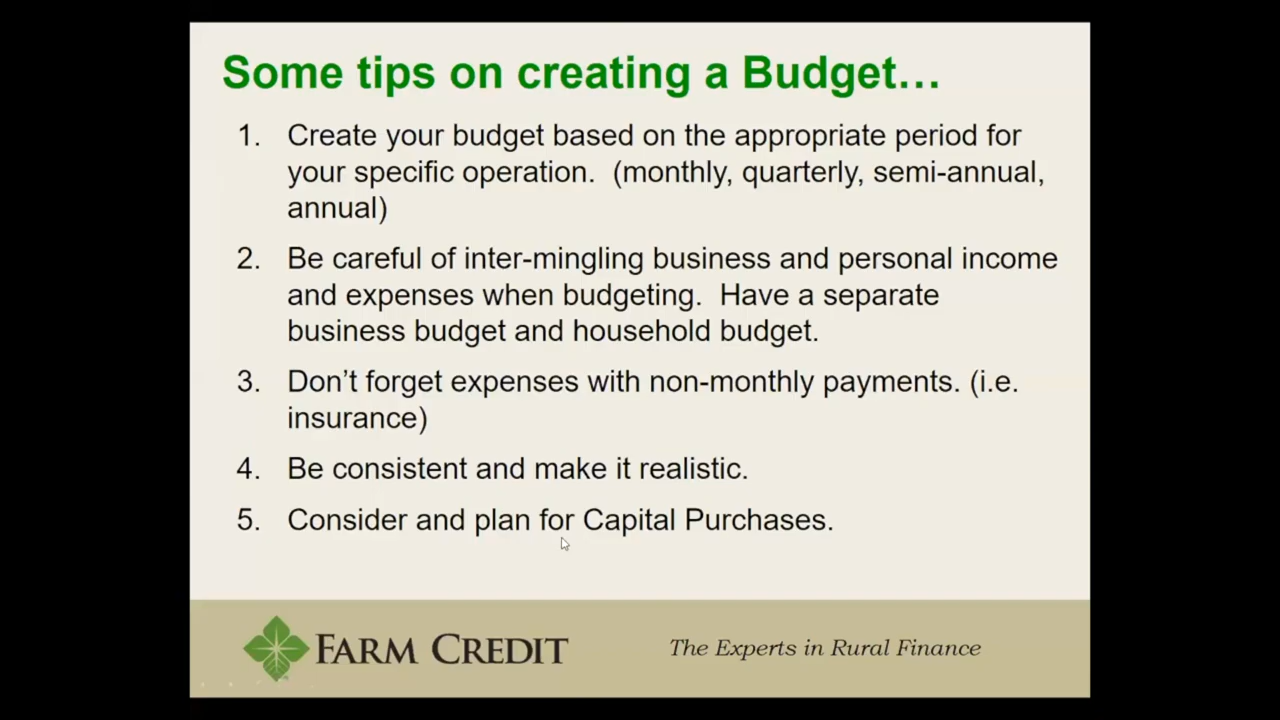 Some tips on creating a Budget…
1. Create your budget based on the appropriate period for
your specific operation.  (monthly, quarterly, semi-annual,
annual)
2. Be careful of inter-mingling business and personal income
and expenses when budgeting.  Have a separate
business budget and household budget.
3. Don’t forget expenses with non-monthly payments. (i.e.
insurance)
4. Be consistent and make it realistic.
5. Consider and plan for Capital Purchases.
FARM CREDIT
The Experts in Rural Finance